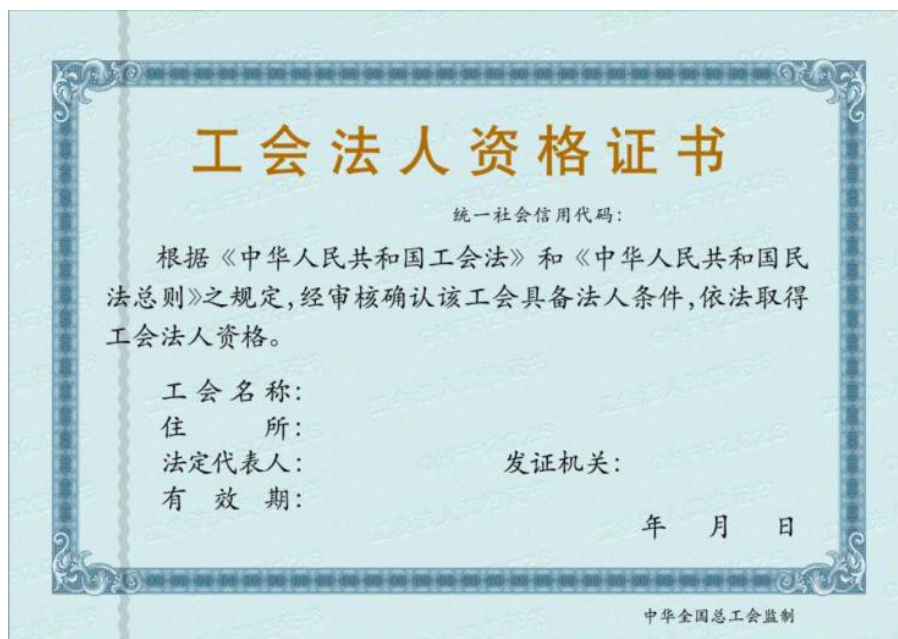 工会法人资格证书
统一社会信用代码：
根据《中华人民共和国工会法》和《中华人民共和国民
法总则》之规定，经审核确认该工会具备法人条件，依法取得
工会法人资格。
工会名称：
住所：
法定代表人：
发证机关：
有效期：
年 月 日
中华全国总工会监制